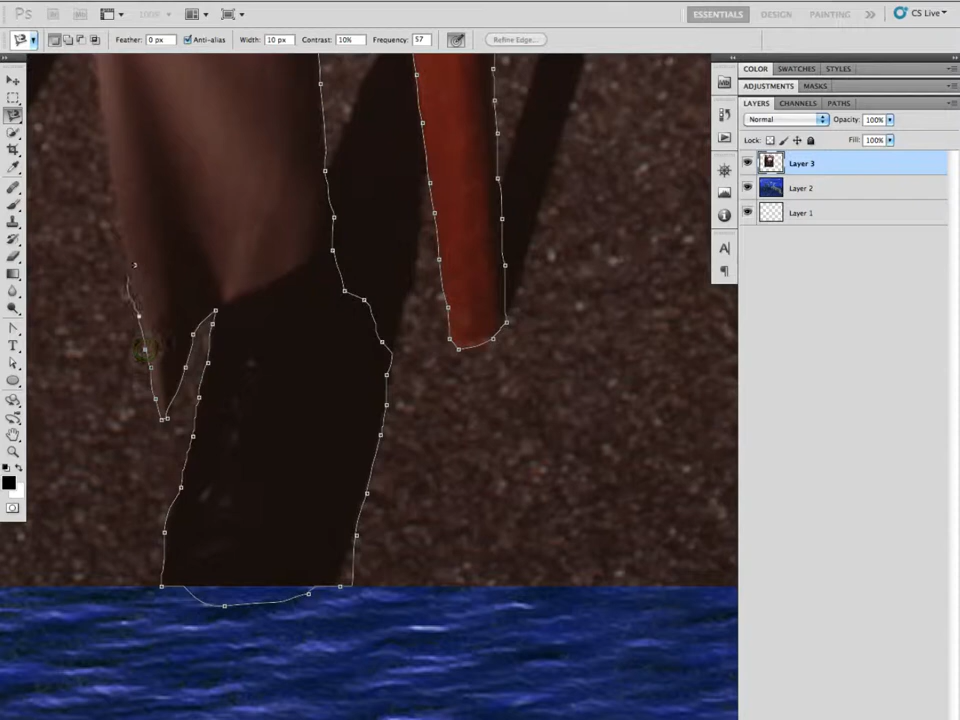 Ps
Mb
100%
ESSENTIALS
DESIGN
PAINTING
CS Live
Feather: 0 px
Anti-alias
Width: 10 px
Contrast: 10%
Frequency: 57
Refine Edge...
COLOR
SWATCHES
STYLES
ADJUSTMENTS
MASKS
LAYERS
CHANNELS
PATHS
Normal
Opacity: 100%
Lock:
Fill: 100%
Layer 3
Layer 2
Layer 1
A
T